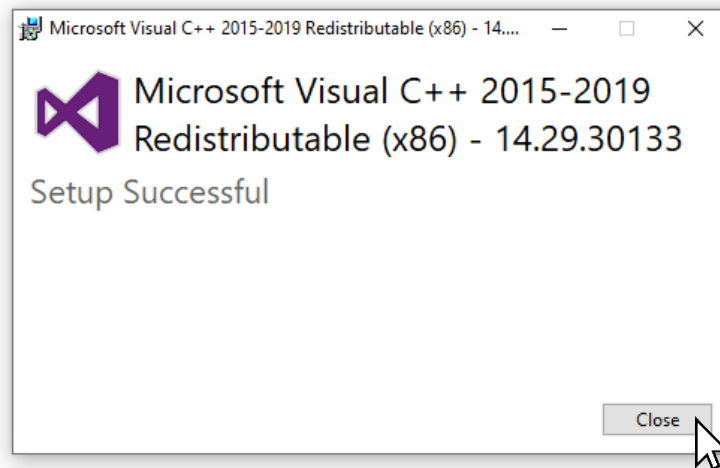 Microsoft Visual C++ 2015-2019 Redistributable (x86) - 14....
Microsoft Visual C++ 2015-2019
Redistributable (x86) - 14.29.30133
Setup Successful
Close